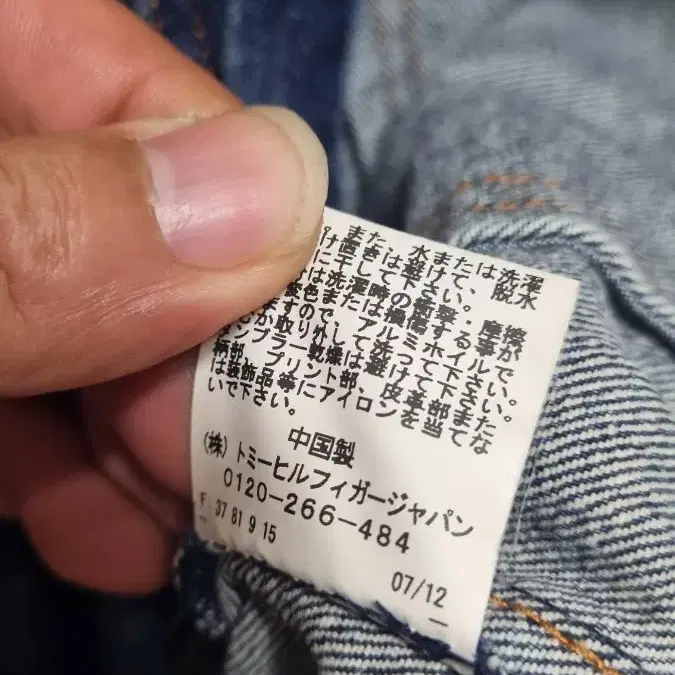 また、水または洗濯
け直きは避けて、脱水
に干して下さい。
は洗濯時の衝撃・摩擦
色または損傷する事が
ますので、アルミホイルで
か取り外して洗って下さい。
タンブラー乾燥は避けて下さい。
柄部、プリント部、皮革部また
は装飾品等にアイロンを当てな
いで下さい。
中国製
(株)トミーヒルフィガージャパン
0120-266-484
F 37 81 9 15
07/12